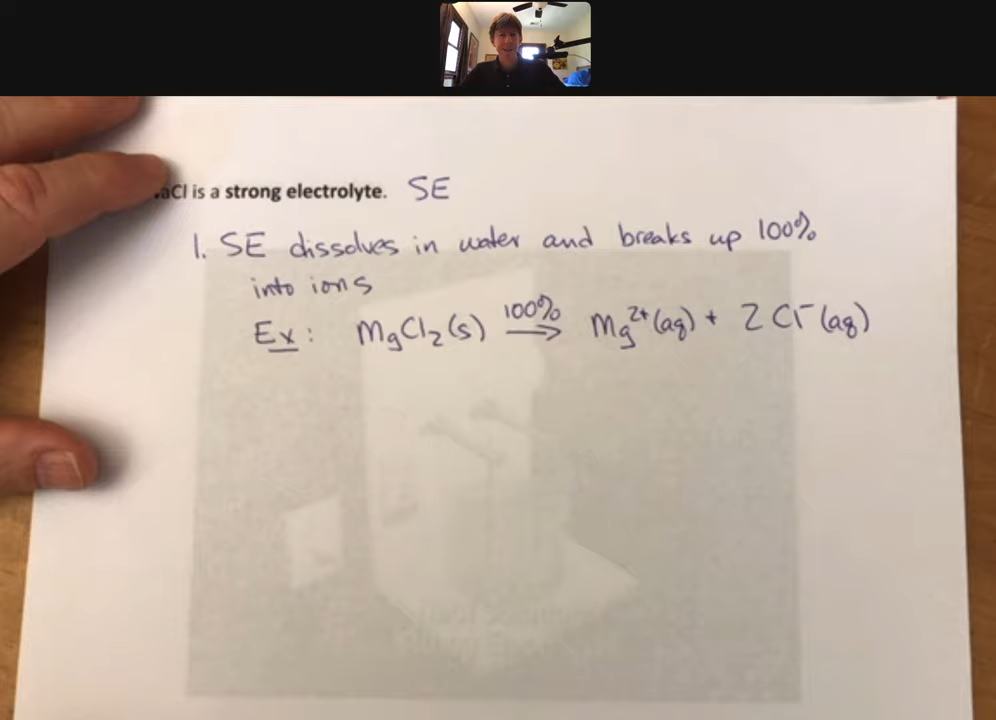 aCl is a strong electrolyte. SE
1. SE dissolves in water and breaks up 100%
into ions
Ex: MgCl₂(s) —100%→ Mg²⁺(aq) + 2 Cl⁻(aq)